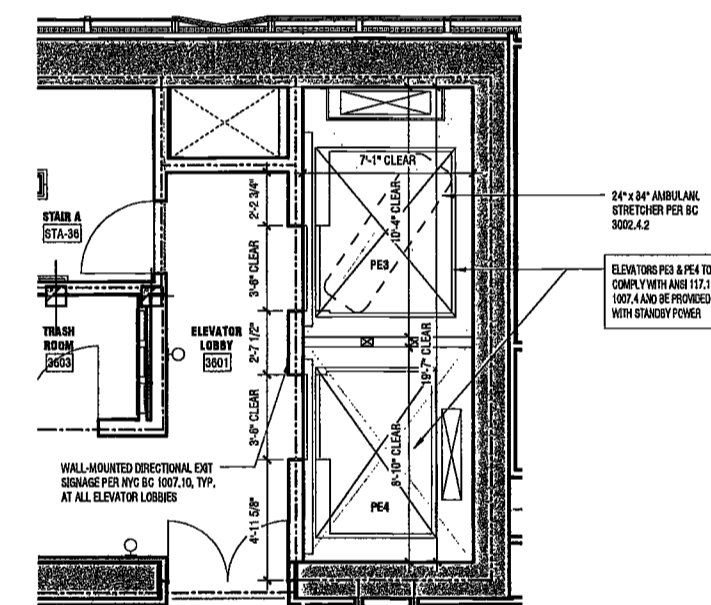 7'-1" CLEAR
2'-2 3/4"
10'-4" CLEAR
24" x 84"
STRETCHER PER BC
3002.4.2
STAIR A
STA-36
PE3
ELEVATORS PE3 & PE4 TO
COMPLY WITH ANSI 117.1
1007.4 AND BE PROVIDED
WITH STANDBY POWER
3'-6" CLEAR
TRASH
ROOM
3603
ELEVATOR
LOBBY
3601
2'-7 1/2"
19'-7" CLEAR
3'-6" CLEAR
WALL-MOUNTED DIRECTIONAL EXIT
SIGNAGE PER NYC BC 1007.10, TYP.
AT ALL ELEVATOR LOBBIES
8'-10" CLEAR
PE4
4'-11 5/8"